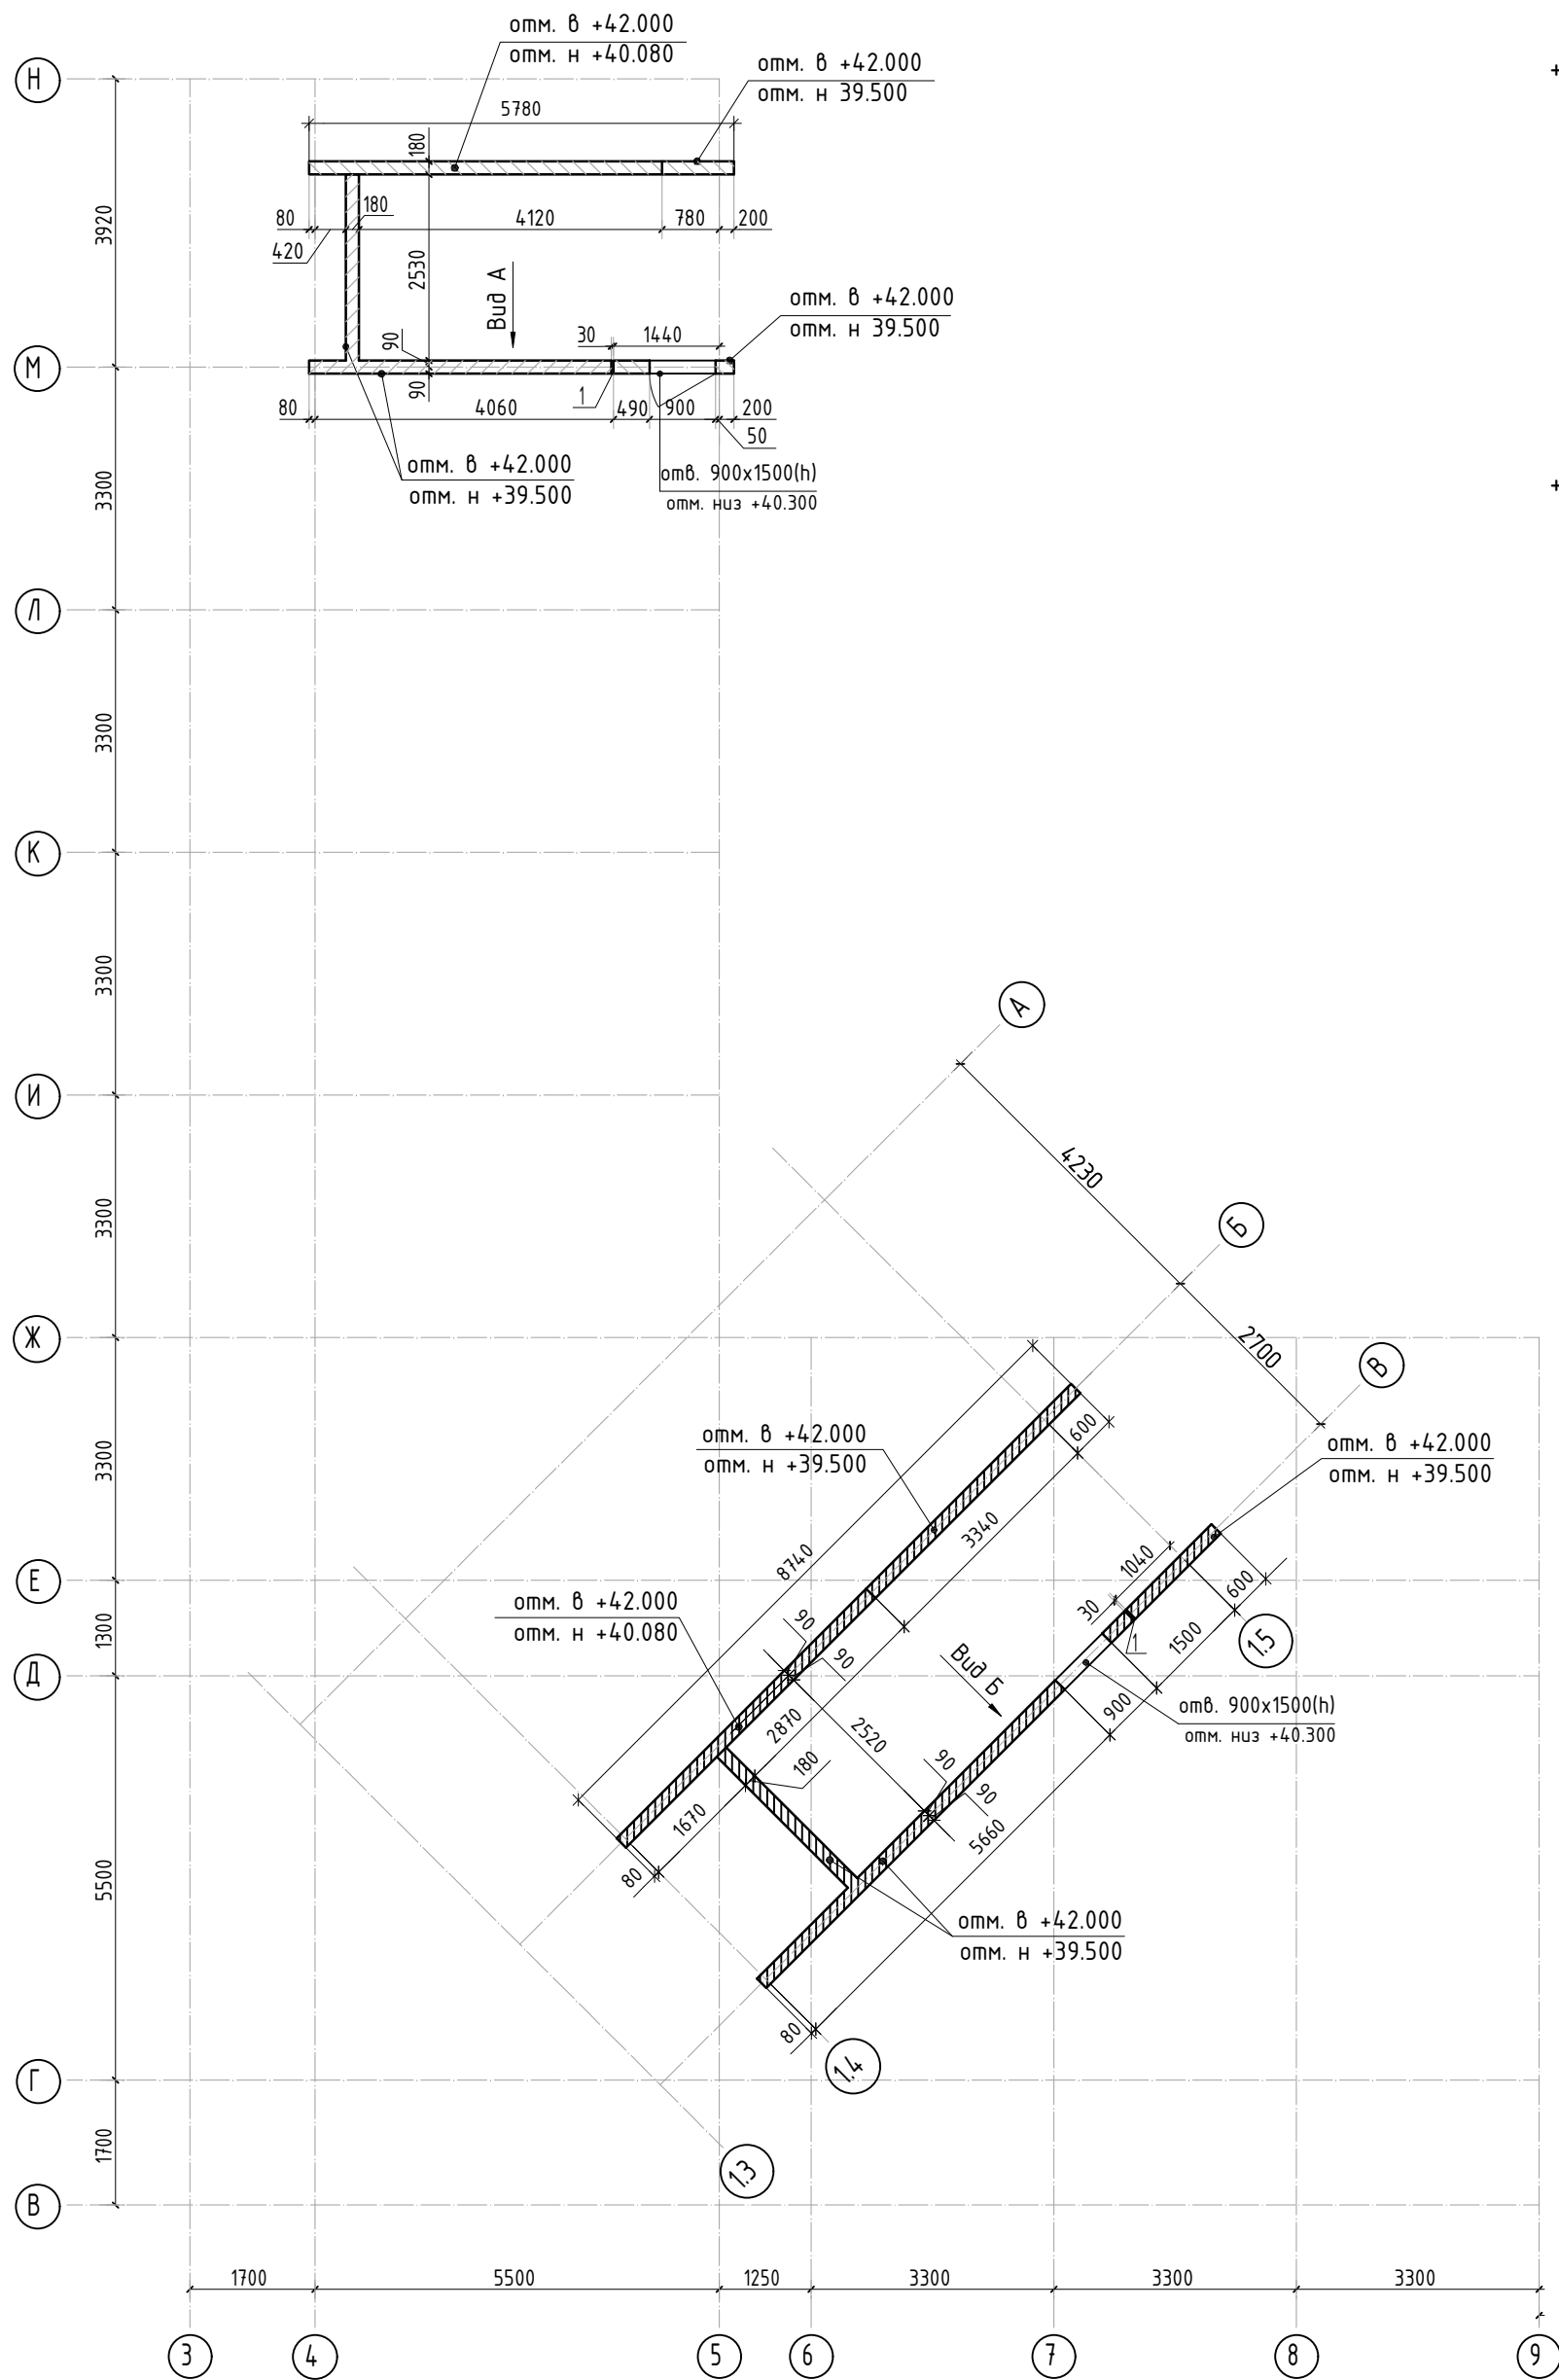 отм. в +42.000
отм. н +40.080
отм. в +42.000
отм. н 39.500
Н
5780
180
3920
80
180
4120
780
200
420
2530
Вид А
отм. в +42.000
отм. н 39.500
90
30
1440
М
90
80
4060
1
490
900
200
50
отм. в +42.000
отм. н +39.500
отв. 900х1500(h)
отм. низ +40.300
3300
Л
3300
К
3300
И
А
4230
3300
Б
Ж
2700
В
3300
отм. в +42.000
отм. н +39.500
600
отм. в +42.000
отм. н +39.500
3340
8740
1040
600
Е
отм. в +42.000
отм. н +40.080
30
1
1500
1.5
1300
90
90
Вид Б
Д
900
отв. 900х1500(h)
отм. низ +40.300
2870
2520
180
90
90
1670
5660
80
5500
отм. в +42.000
отм. н +39.500
80
1.4
Г
1700
1.3
В
1700
5500
1250
3300
3300
3300
3
4
5
6
7
8
9